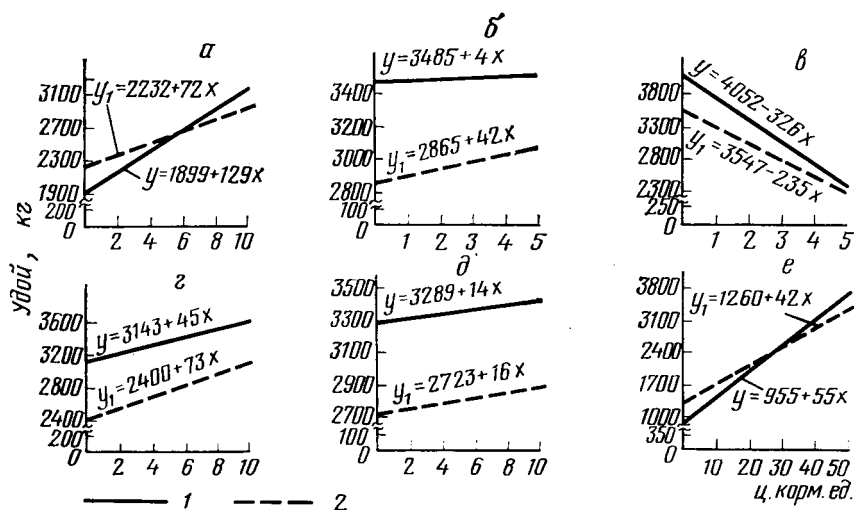 а
3100
2700
2300
1900
200
0
y₁=2232+72x
y=1899+129x
2 4 6 8 10
б
3400
3200
3000
2800
100
0
y=3485+4x
y₁=2865+42x
1 2 3 4 5
в
3800
3300
2800
2300
250
0
y=4052-326x
y₁=3547-235x
1 2 3 4 5
Удой, кг
г
3600
3200
2800
2400
200
0
y=3143+45x
y₁=2400+73x
2 4 6 8 10
д
3500
3300
3100
2900
2700
100
0
y=3289+14x
y₁=2723+16x
2 4 6 8 10
е
3800
3100
2400
1700
1000
350
0
y₁=1260+42x
y=955+55x
10 20 30 40 50
ц. корм. ед.
1 2